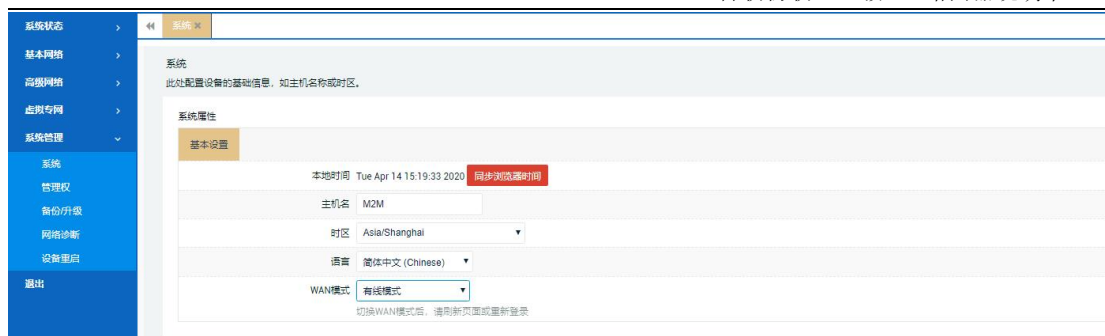 系统状态
基本网络
高级网络
虚拟专网
系统管理
系统
管理权
备份/升级
网络诊断
设备重启
退出
系统
系统
此处配置设备的基础信息，如主机名称或时区。
系统属性
基本设置
本地时间 Tue Apr 14 15:19:33 2020 同步浏览器时间
主机名 M2M
时区 Asia/Shanghai
语言 简体中文 (Chinese)
WAN模式 有线模式
切换WAN模式后，请刷新页面或重新登录